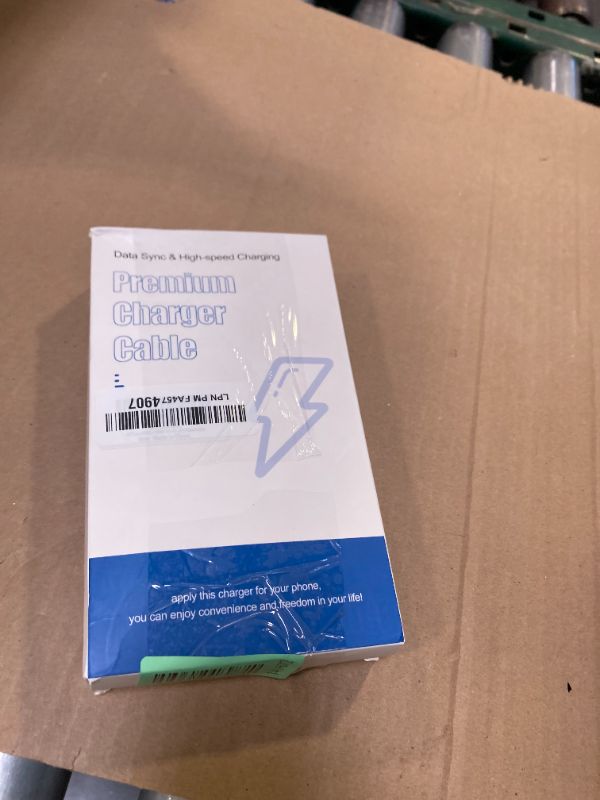 Data Sync & High-speed Charging
Premium
Charger
Cable
LPN PM FA4574907
apply this charger for your phone,
you can enjoy convenience and freedom in your life!